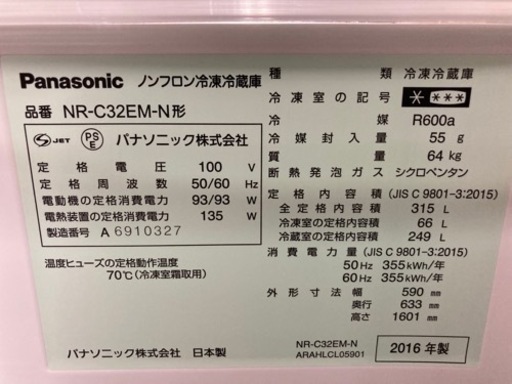 Panasonic ノンフロン冷凍冷蔵庫
品番 NR-C32EM-N形
S JET PS E パナソニック株式会社
定格電圧 100 V
定格周波数 50/60 Hz
電動機の定格消費電力 93/93 W
電熱装置の定格消費電力 135 W
製造番号 A 6910327
温度ヒューズの定格動作温度
70℃(冷凍室霜取用)
パナソニック株式会社 日本製
種類 冷凍冷蔵庫
冷凍室の記号 * ***
冷媒 R600a
冷媒封入量 55 g
質量 64 kg
断熱発泡ガス シクロペンタン
定格内容積 (JIS C 9801-3:2015)
全定格内容積 315 L
冷凍室の定格内容積 66 L
冷蔵室の定格内容積 249 L
消費電力量 (JIS C 9801-3:2015)
50Hz 355kWh/年
60Hz 355kWh/年
外形寸法 幅 590 mm
奥行 633 mm
高さ 1601 mm
NR-C32EM-N
ARAHLCL05901
2016年製